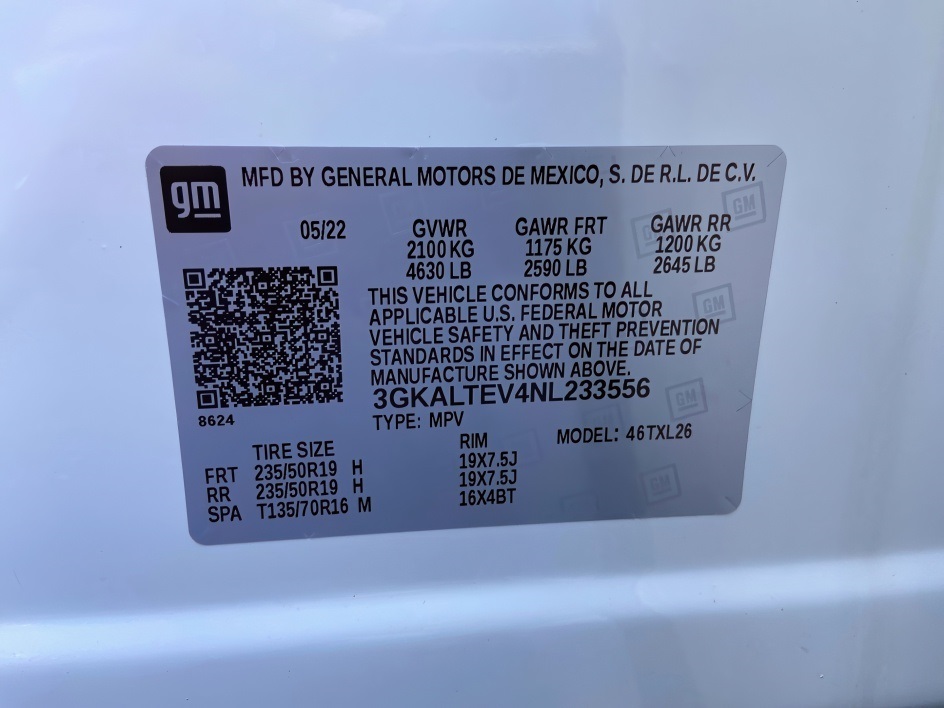 gm
MFD BY GENERAL MOTORS DE MEXICO, S. DE R.L. DE C.V.
05/22 GVWR GAWR FRT GAWR RR
2100 KG 1175 KG 1200 KG
4630 LB 2590 LB 2645 LB
THIS VEHICLE CONFORMS TO ALL
APPLICABLE U.S. FEDERAL MOTOR
VEHICLE SAFETY AND THEFT PREVENTION
STANDARDS IN EFFECT ON THE DATE OF
MANUFACTURE SHOWN ABOVE.
3GKALTEV4NL233556
8624
TYPE: MPV MODEL: 46TXL26
TIRE SIZE RIM
FRT 235/50R19 H 19X7.5J
RR 235/50R19 H 19X7.5J
SPA T135/70R16 M 16X4BT